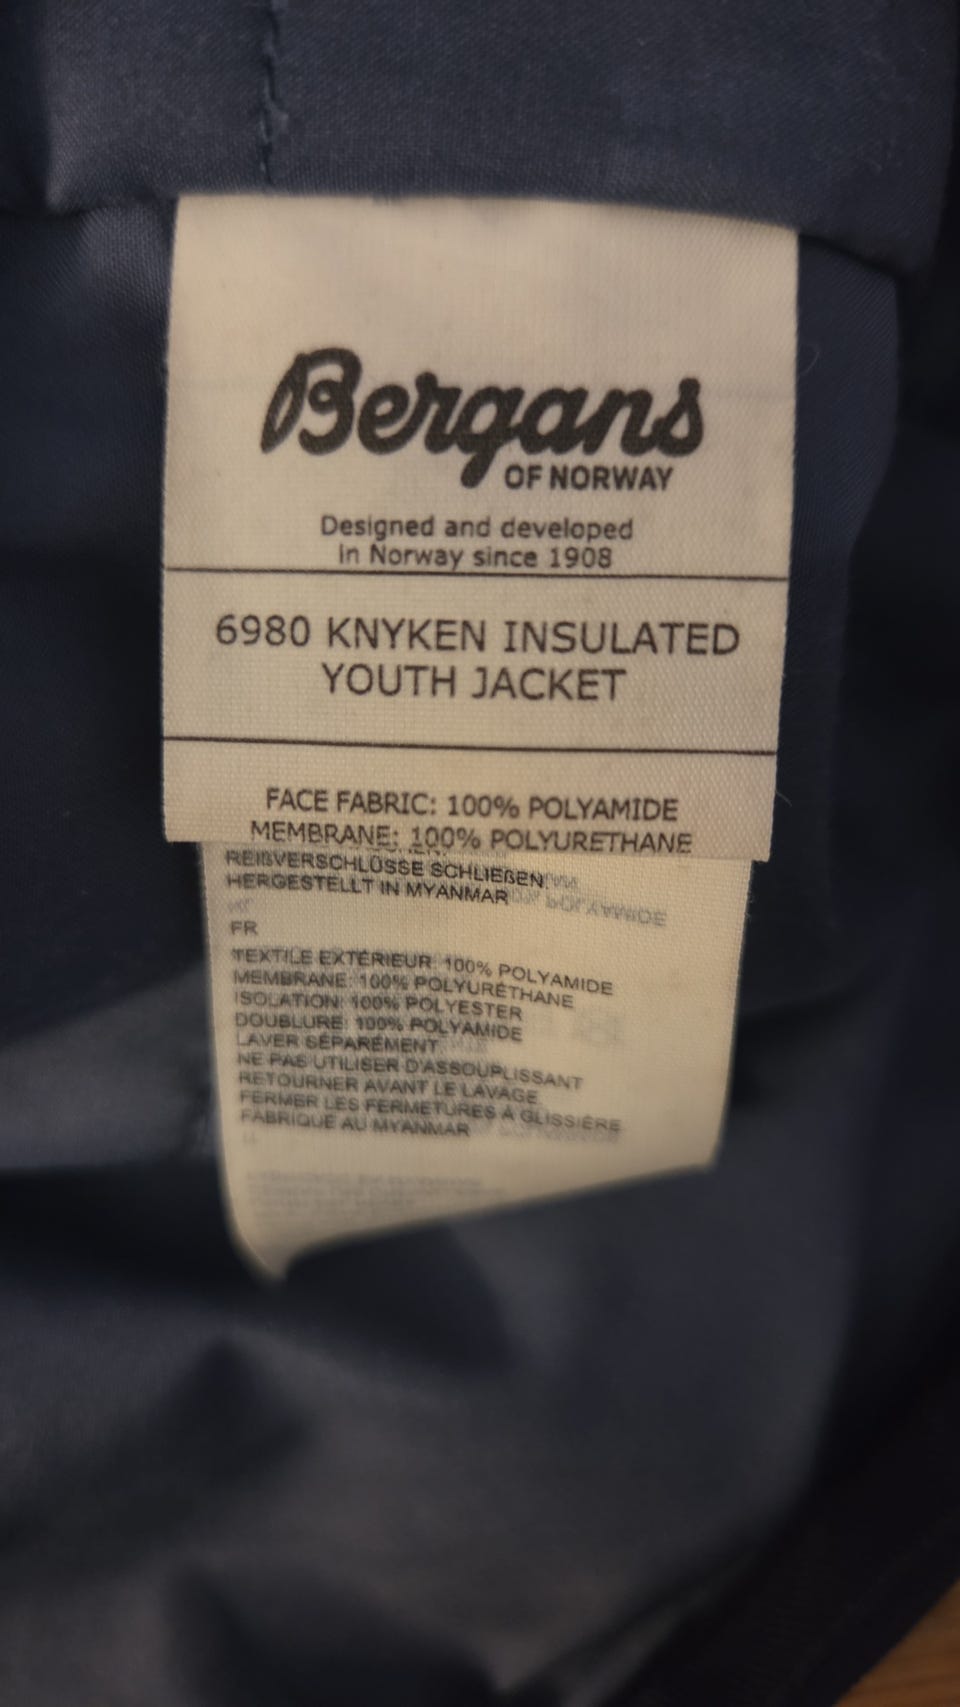 Bergans
OF NORWAY
Designed and developed
in Norway since 1908
6980 KNYKEN INSULATED
YOUTH JACKET
FACE FABRIC: 100% POLYAMIDE
MEMBRANE: 100% POLYURETHANE
REIßVERSCHLÜSSE SCHLIEßEN
HERGESTELLT IN MYANMAR
FR
TEXTILE EXTÉRIEUR: 100% POLYAMIDE
MEMBRANE: 100% POLYURÉTHANE
ISOLATION: 100% POLYESTER
DOUBLURE: 100% POLYAMIDE
LAVER SÉPARÉMENT
NE PAS UTILISER D'ASSOUPLISSANT
RETOURNER AVANT LE LAVAGE
FERMER LES FERMETURES À GLISSIÈRE
FABRIQUÉ AU MYANMAR